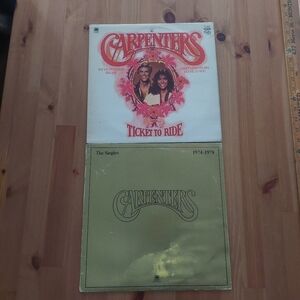 CARPENTERS
TICKET TO RIDE
The Singles
1974-1978
CARPENTERS